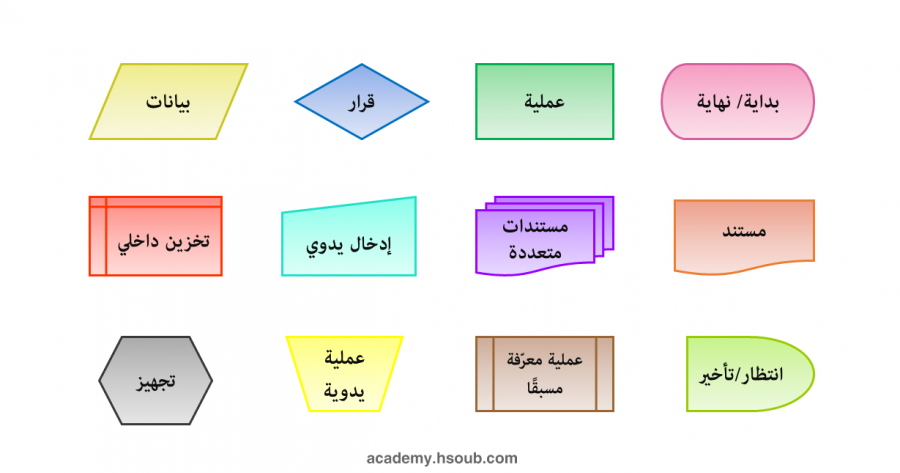 بداية/ نهاية
عملية
قرار
بيانات
مستند
مستندات
متعددة
إدخال يدوي
تخزين داخلي
انتظار/تأخير
عملية معرّفة
مسبقًا
عملية
يدوية
تجهيز
academy.hsoub.com